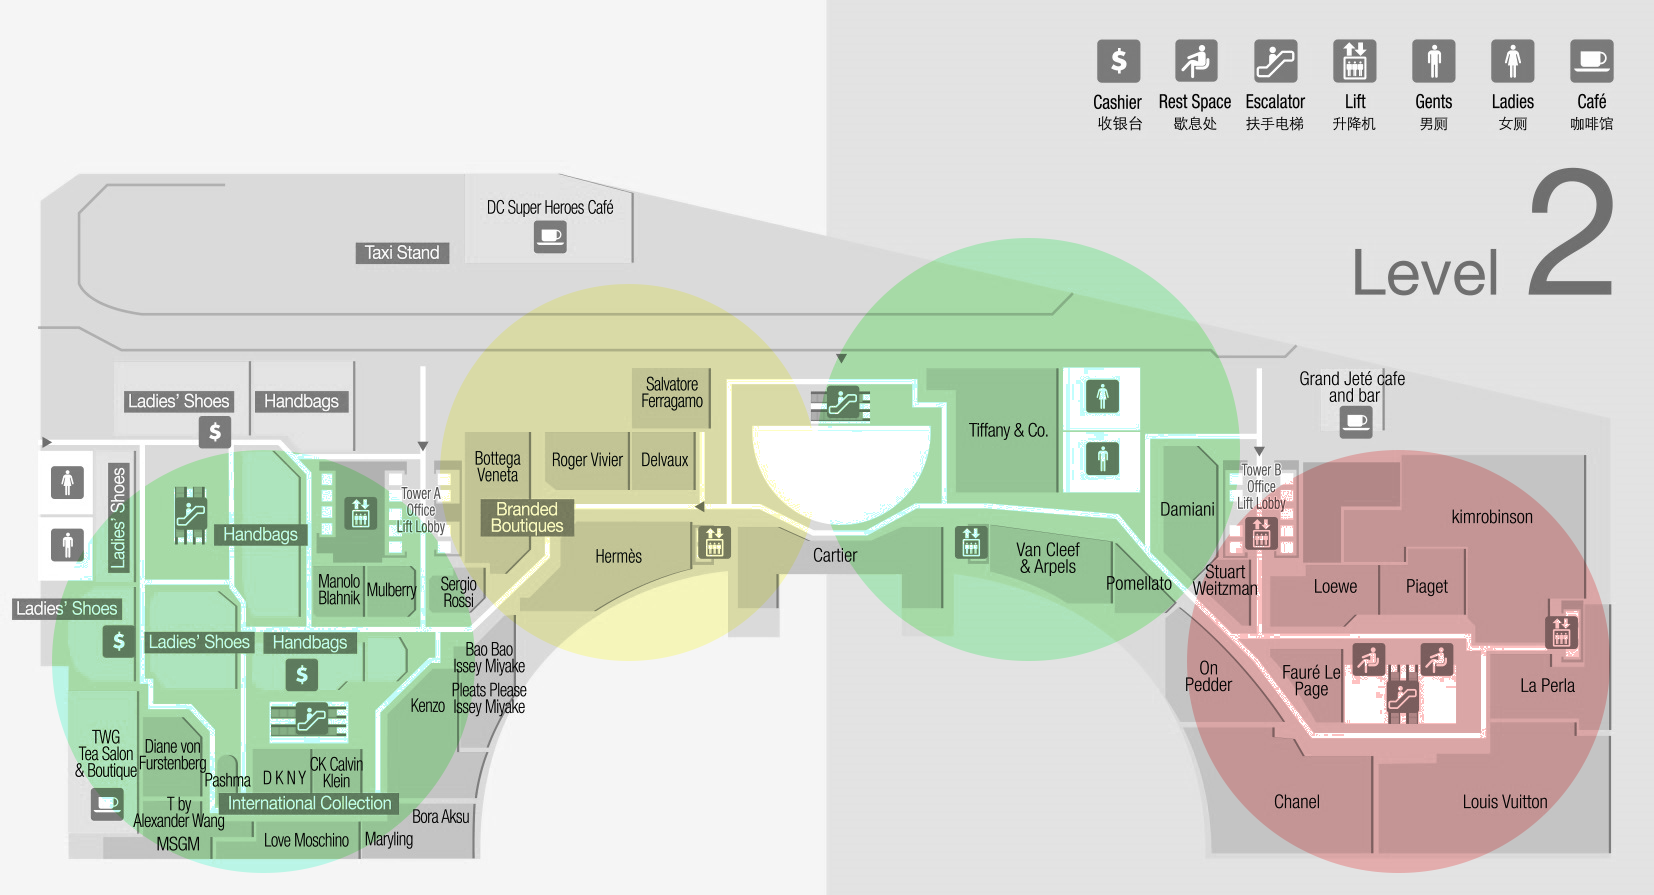 $
Cashier
收银台
Rest Space
歇息处
Escalator
扶手电梯
Lift
升降机
Gents
男厕
Ladies
女厕
Café
咖啡馆
Level 2
DC Super Heroes Café
Taxi Stand
Ladies' Shoes
Handbags
$
Ladies' Shoes
Handbags
Tower A
Office
Lift Lobby
Manolo
Blahnik
Mulberry
Sergio
Rossi
Ladies' Shoes
$
Ladies' Shoes
Handbags
$
Bao Bao
Issey Miyake
Pleats Please
Issey Miyake
Kenzo
TWG
Tea Salon
& Boutique
Diane von
Furstenberg
Pashma
DKNY
CK Calvin
Klein
International Collection
T by
Alexander Wang
MSGM
Love Moschino
Maryling
Bora Aksu
Salvatore
Ferragamo
Bottega
Veneta
Roger Vivier
Delvaux
Branded
Boutiques
Hermès
Cartier
Tiffany & Co.
Van Cleef
& Arpels
Pomellato
Damiani
Tower B
Office
Lift Lobby
Grand Jeté cafe
and bar
kimrobinson
Stuart
Weitzman
Loewe
Piaget
On
Pedder
Fauré Le
Page
La Perla
Chanel
Louis Vuitton